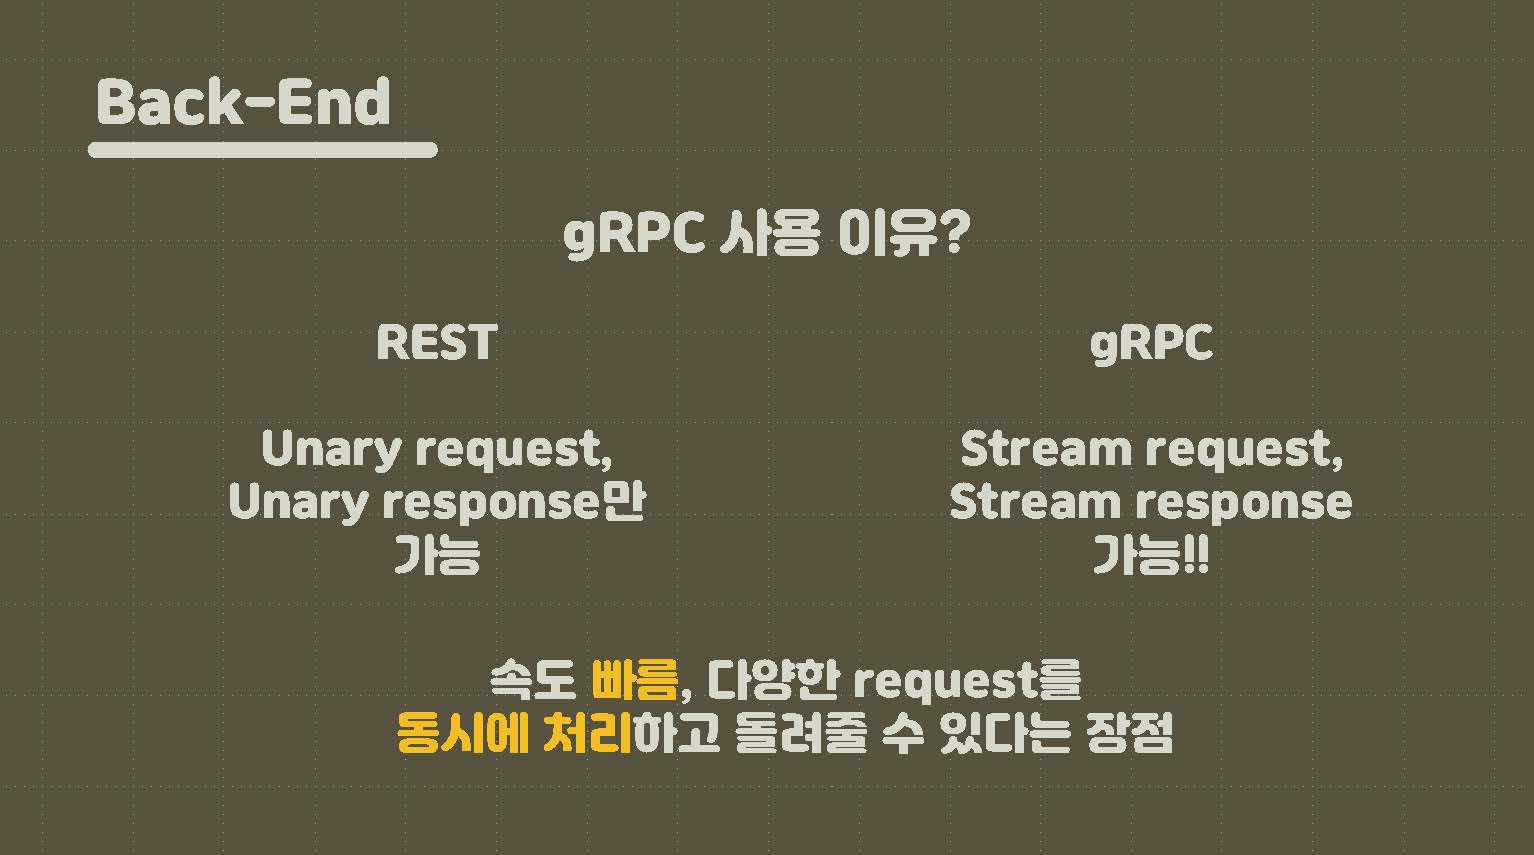 Back-End
gRPC 사용 이유?
REST
Unary request,
Unary response만
가능
gRPC
Stream request,
Stream response
가능!!
속도 빠름, 다양한 request를
동시에 처리하고 돌려줄 수 있다는 장점